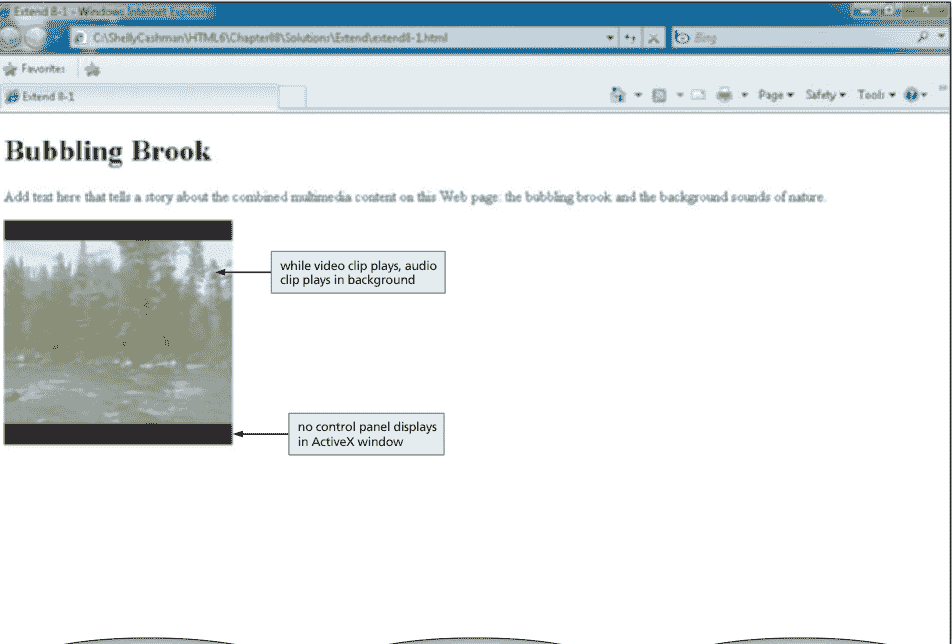 Extend 8-1 - Windows Internet Explorer
C:\ShellyCashman\HTML6\Chapter08\Solutions\Extend\extend8-1.html
Bing
Favorites
Extend 8-1
Page Safety Tools
Bubbling Brook
Add text here that tells a story about the combined multimedia content on this Web page: the bubbling brook and the background sounds of nature.
while video clip plays, audio
clip plays in background
no control panel displays
in ActiveX window